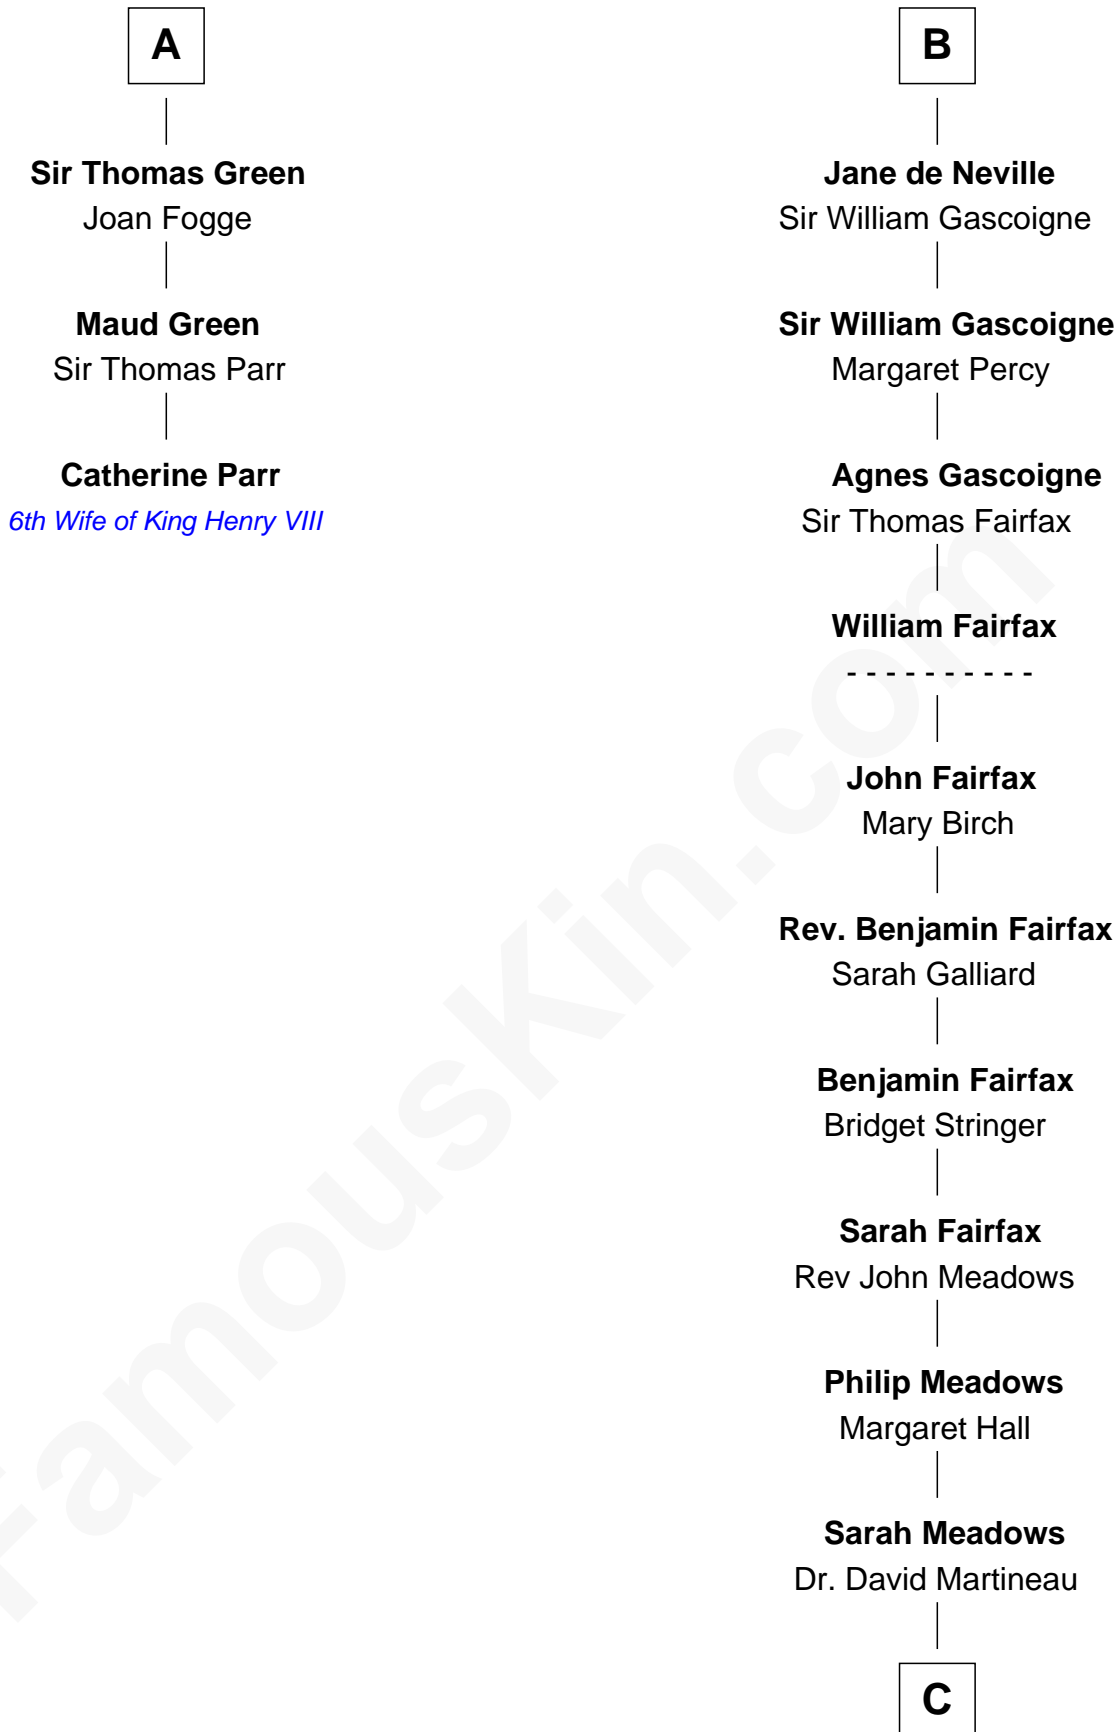 A
Sir Thomas Green
Joan Fogge
Maud Green
Sir Thomas Parr
Catherine Parr
6th Wife of King Henry VIII
B
Jane de Neville
Sir William Gascoigne
Sir William Gascoigne
Margaret Percy
Agnes Gascoigne
Sir Thomas Fairfax
William Fairfax
- - - - - - - - - -
John Fairfax
Mary Birch
Rev. Benjamin Fairfax
Sarah Galliard
Benjamin Fairfax
Bridget Stringer
Sarah Fairfax
Rev John Meadows
Philip Meadows
Margaret Hall
Sarah Meadows
Dr. David Martineau
C
FamousKin.com